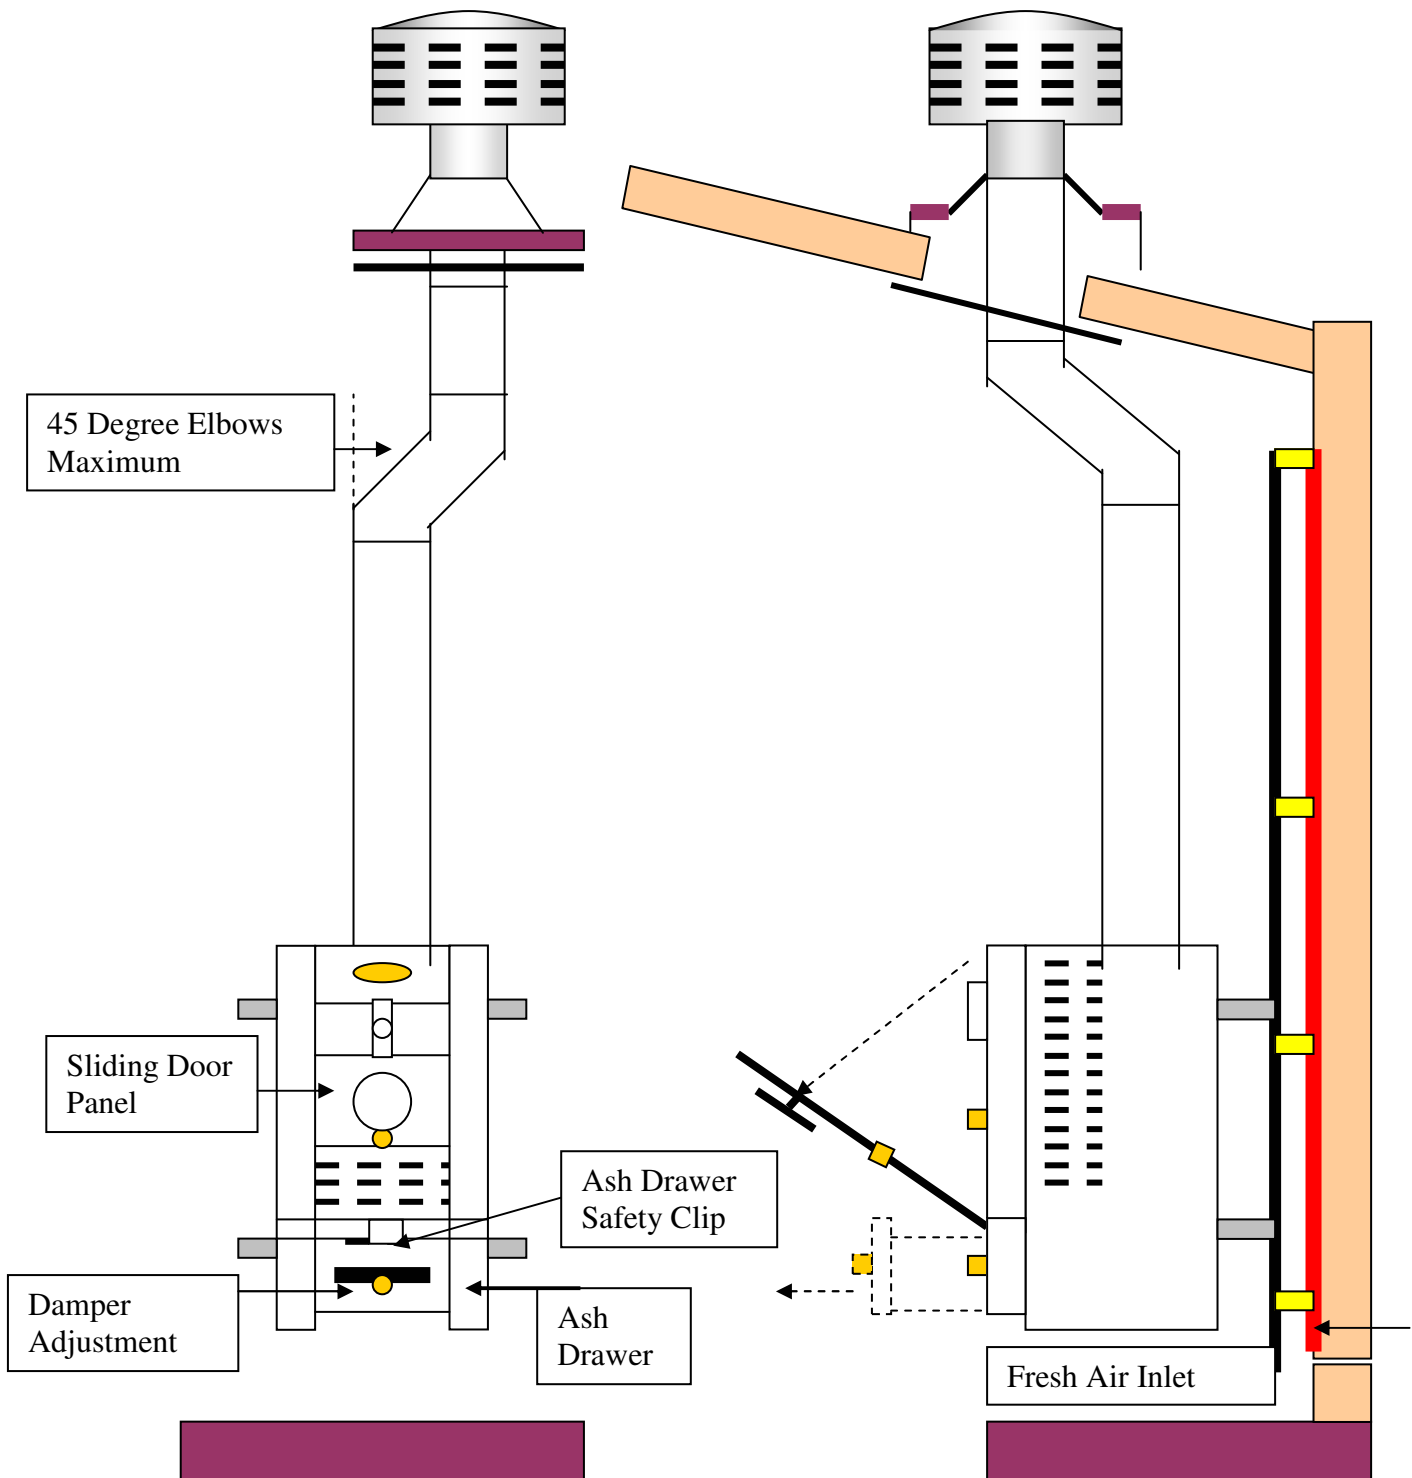 45 Degree Elbows
Maximum
Sliding Door
Panel
Ash Drawer
Safety Clip
Damper
Adjustment
Ash
Drawer
Fresh Air Inlet